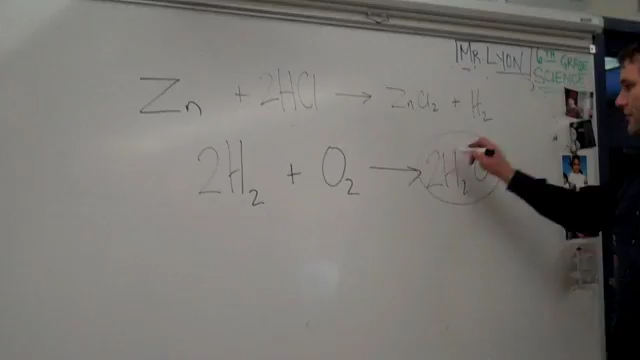 Mr. Lyon
6TH GRADE
SCIENCE
Zn + 2HCl → ZnCl2 + H2
2H2 + O2 → 2H2O